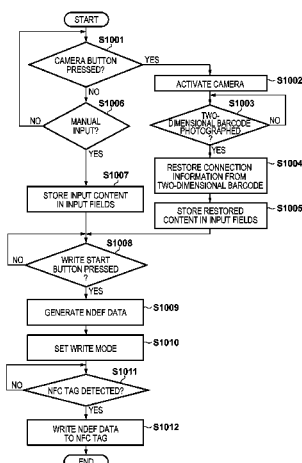 START
S1001
CAMERA BUTTON
PRESSED?
YES
NO
S1002
ACTIVATE CAMERA
S1003
TWO-
DIMENSIONAL BARCODE
PHOTOGRAPHED
?
NO
YES
S1006
MANUAL
INPUT?
NO
YES
S1004
RESTORE CONNECTION
INFORMATION FROM
TWO-DIMENSIONAL BARCODE
S1007
STORE INPUT CONTENT
IN INPUT FIELDS
S1005
STORE RESTORED
CONTENT IN INPUT FIELDS
S1008
WRITE START
BUTTON PRESSED
?
NO
YES
S1009
GENERATE NDEF DATA
S1010
SET WRITE MODE
S1011
NFC TAG DETECTED?
NO
YES
S1012
WRITE NDEF DATA
TO NFC TAG
END